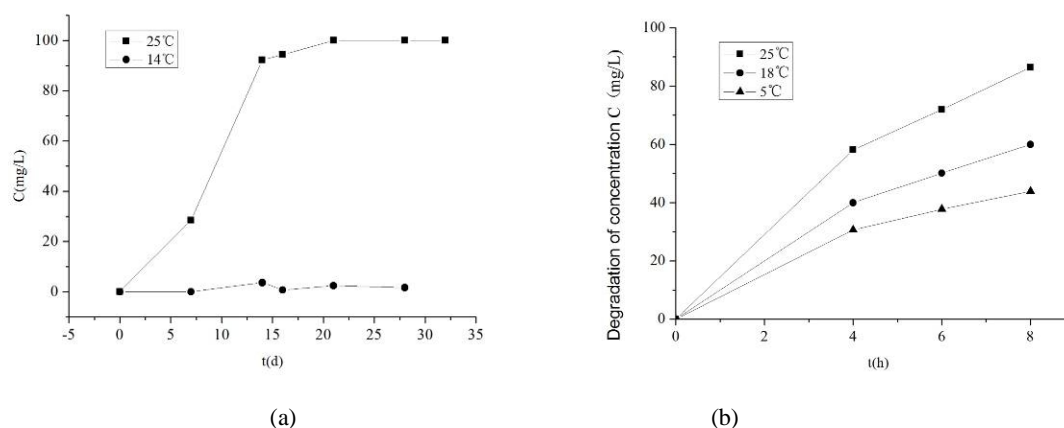 100
80
60
40
20
0
C(mg/L)
25℃
14℃
-5 0 5 10 15 20 25 30 35
t(d)
(a)
100
80
60
40
20
0
Degradation of concentration C (mg/L)
25℃
18℃
5℃
0 2 4 6 8
t(h)
(b)